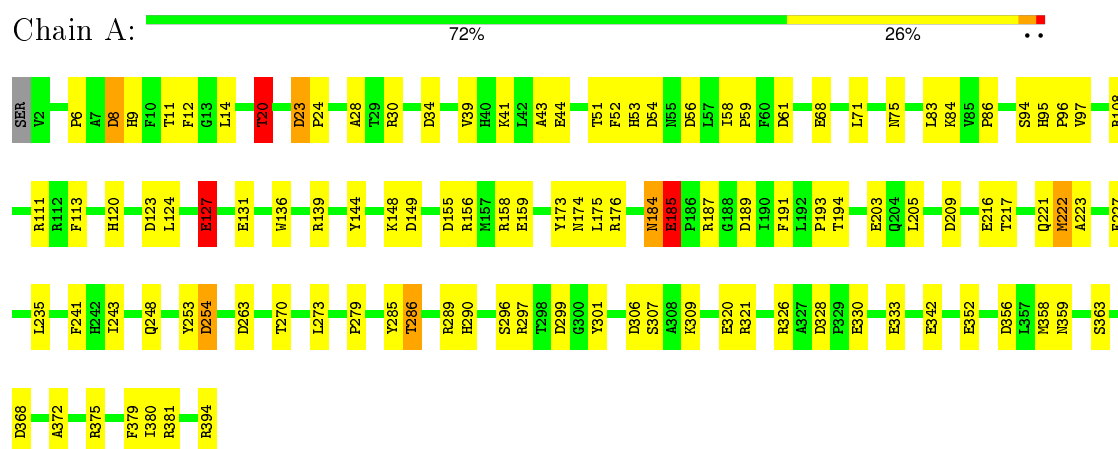 Chain A:
72% 26% • •
SER V2 P6 A7 D8 H9 F10 T11 F12 G13 L14 T20 D23 P24 A28 T29 R30 D34 V39 H40 K41 L42 A43 E44 T51 F52 H53 D54 N55 D56 L57 I58 P59 F60 D61 E68 L71 N75 L83 K84 V85 P86 S94 H95 P96 V97 R108
R111 R112 F113 H120 D123 L124 E127 E131 W136 R139 Y144 K148 D149 D155 R156 M157 R158 E159 Y173 N174 L175 R176 N184 E185 P186 R187 G188 D189 I190 F191 L192 P193 T194 E203 Q204 L205 D209 E216 T217 Q221 M222 A223
L235 F241 H242 I243 Q248 Y253 D254 D263 T270 L273 P279 Y285 T286 R289 H290 S296 R297 T298 D299 G300 Y301 D306 S307 A308 K309 E320 R321 R326 A327 D328 P329 E330 E333 E342 E352 D356 L357 M358 N359 S363
D368 A372 R375 F379 I380 R381 R394